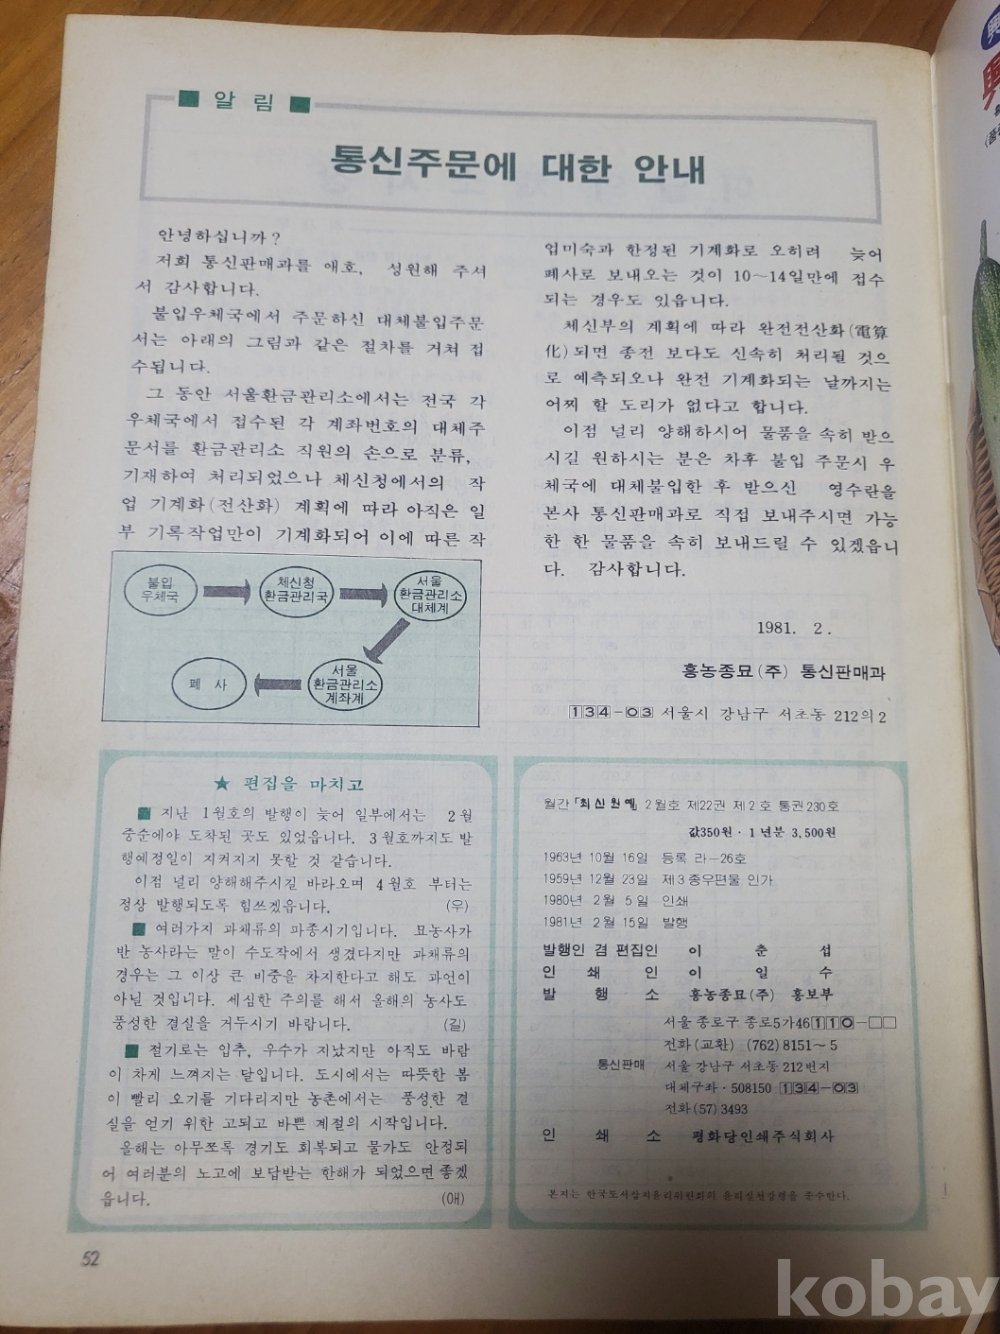 알 림
통신주문에 대한 안내
안녕하십니까?
저희 통신판매과를 애호, 성원해 주셔
서 감사합니다.
불입우체국에서 주문하신 대체불입주문
서는 아래의 그림과 같은 절차를 거쳐 접
수됩니다.
그 동안 서울환금관리소에서는 전국 각
우체국에서 접수된 각 계좌번호의 대체주
문서를 환금관리소 직원의 손으로 분류,
기재하여 처리되었으나 체신청에서의 작
업 기계화(전산화) 계획에 따라 아직은 일
부 기록작업만이 기계화되어 이에 따른 작
불입
우체국
체신청
환금관리국
서울
환금관리소
대체계
서울
환금관리소
계좌계
폐 사
업미숙과 한정된 기계화로 오히려 늦어
폐사로 보내오는 것이 10~14일만에 접수
되는 경우도 있읍니다.
체신부의 계획에 따라 완전전산화(電算
化)되면 종전 보다도 신속히 처리될 것으
로 예측되오나 완전 기계화되는 날까지는
어찌 할 도리가 없다고 합니다.
이점 널리 양해하시어 물품을 속히 받으
시길 원하시는 분은 차후 불입 주문시 우
체국에 대체불입한 후 받으신 영수란을
본사 통신판매과로 직접 보내주시면 가능
한 한 물품을 속히 보내드릴 수 있겠읍니
다. 감사합니다.
1981. 2.
흥농종묘(주) 통신판매과
134-03 서울시 강남구 서초동 212의 2
★ 편집을 마치고
■ 지난 1월호의 발행이 늦어 일부에서는 2월
중순에야 도착된 곳도 있었읍니다. 3월호까지도 발
행예정일이 지켜지지 못할 것 같습니다.
이점 널리 양해해주시길 바라오며 4월호 부터는
정상 발행되도록 힘쓰겠읍니다. (우)
■ 여러가지 과채류의 파종시기입니다. 묘농사가
반 농사라는 말이 수도작에서 생겼다지만 과채류의
경우는 그 이상 큰 비중을 차지한다고 해도 과언이
아닐 것입니다. 세심한 주의를 해서 올해의 농사도
풍성한 결실을 거두시기 바랍니다. (길)
■ 절기로는 입추, 우수가 지났지만 아직도 바람
이 차게 느껴지는 달입니다. 도시에서는 따뜻한 봄
이 빨리 오기를 기다리지만 농촌에서는 풍성한 결
실을 얻기 위한 고되고 바쁜 계절의 시작입니다.
올해는 아무쪼록 경기도 회복되고 물가도 안정되
어 여러분의 노고에 보답받는 한해가 되었으면 좋겠
읍니다. (애)
월간 「최신원예」 2월호 제22권 제2호 통권 230호
값350원·1년분 3,500원
1963년 10월 16일 등록 라-26호
1959년 12월 23일 제3종우편물 인가
1980년 2월 5일 인쇄
1981년 2월 15일 발행
발행인 겸 편집인 이 춘 섭
인 쇄 인 이 일 수
발 행 소 흥농종묘(주) 홍보부
서울 종로구 종로5가46 110-□□
전화(교환) (762) 8151~5
통신판매 서울 강남구 서초동 212번지
대체구좌·508150 134-03
전화(57) 3493
인 쇄 소 평화당인쇄주식회사
본지는 한국도서잡지윤리위원회의 윤리실천강령을 준수한다.
52
kobay